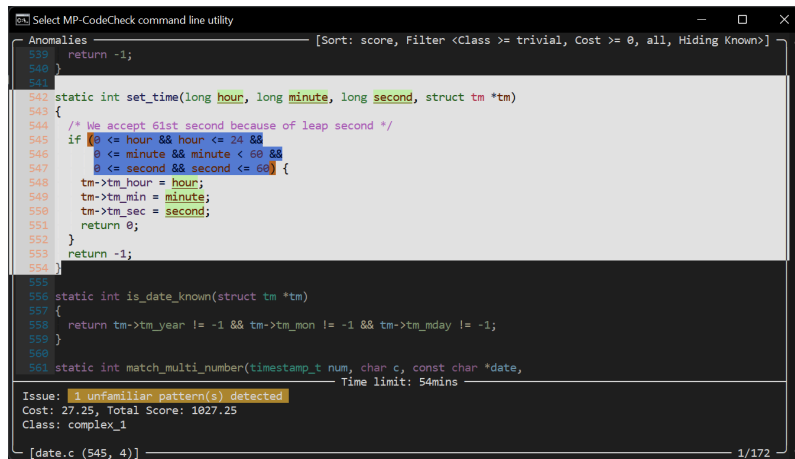 Select MP-CodeCheck command line utility
Anomalies [Sort: score, Filter <Class >= trivial, Cost >= 0, all, Hiding Known>]
539 return -1;
540 }
541
542 static int set_time(long hour, long minute, long second, struct tm *tm)
543 {
544 /* We accept 61st second because of leap second */
545 if (0 <= hour && hour <= 24 &&
546 0 <= minute && minute < 60 &&
547 0 <= second && second <= 60) {
548 tm->tm_hour = hour;
549 tm->tm_min = minute;
550 tm->tm_sec = second;
551 return 0;
552 }
553 return -1;
554 }
555
556 static int is_date_known(struct tm *tm)
557 {
558 return tm->tm_year != -1 && tm->tm_mon != -1 && tm->tm_mday != -1;
559 }
560
561 static int match_multi_number(timestamp_t num, char c, const char *date,
Time limit: 54mins
Issue: 1 unfamiliar pattern(s) detected
Cost: 27.25, Total Score: 1027.25
Class: complex_1
[date.c (545, 4)] 1/172